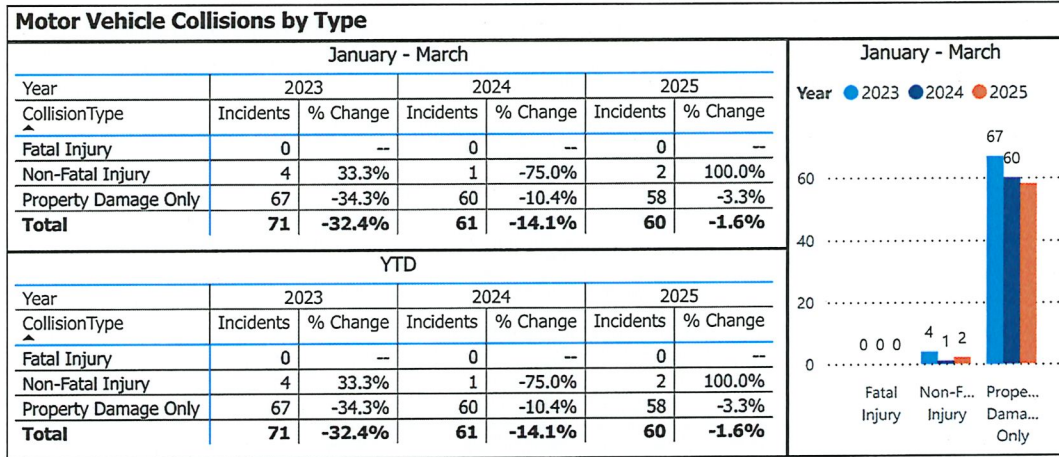 Motor Vehicle Collisions by Type
January - March
Year 2023 2024 2025
CollisionType Incidents % Change Incidents % Change Incidents % Change
Fatal Injury 0 -- 0 -- 0 --
Non-Fatal Injury 4 33.3% 1 -75.0% 2 100.0%
Property Damage Only 67 -34.3% 60 -10.4% 58 -3.3%
Total 71 -32.4% 61 -14.1% 60 -1.6%
YTD
Year 2023 2024 2025
CollisionType Incidents % Change Incidents % Change Incidents % Change
Fatal Injury 0 -- 0 -- 0 --
Non-Fatal Injury 4 33.3% 1 -75.0% 2 100.0%
Property Damage Only 67 -34.3% 60 -10.4% 58 -3.3%
Total 71 -32.4% 61 -14.1% 60 -1.6%
January - March
Year 2023 2024 2025
67
60
60
40
20
4
1 2
0 0 0
0
Fatal Non-F... Prope...
Injury Injury Dama...
Only